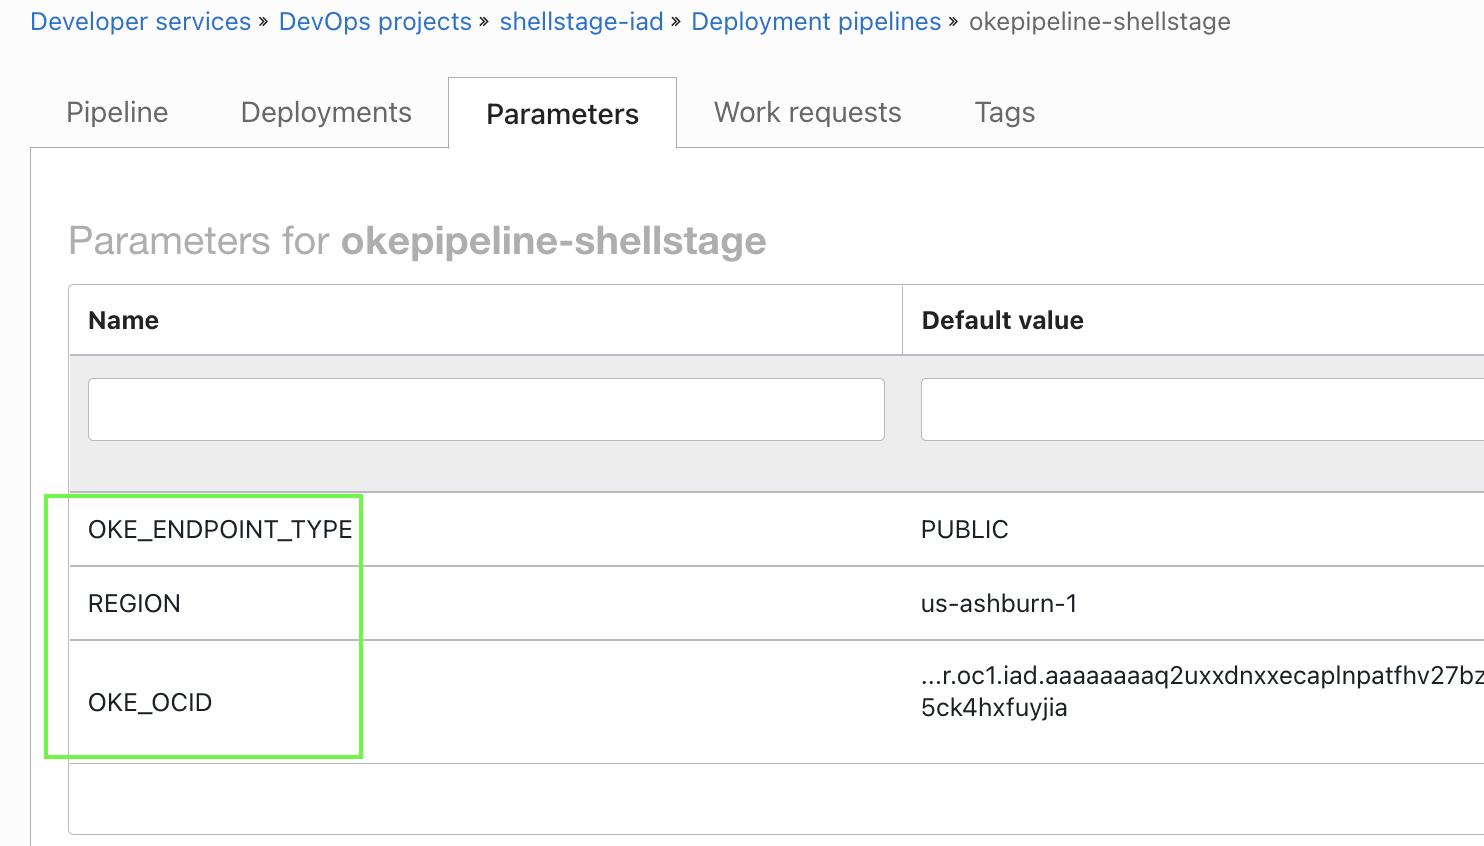 Developer services » DevOps projects » shellstage-iad » Deployment pipelines » okepipeline-shellstage
Pipeline Deployments Parameters Work requests Tags
Parameters for okepipeline-shellstage
Name Default value
OKE_ENDPOINT_TYPE PUBLIC
REGION us-ashburn-1
OKE_OCID ...r.oc1.iad.aaaaaaaaq2uxxdnxxecaplnpatfhv27bz
5ck4hxfuyjia